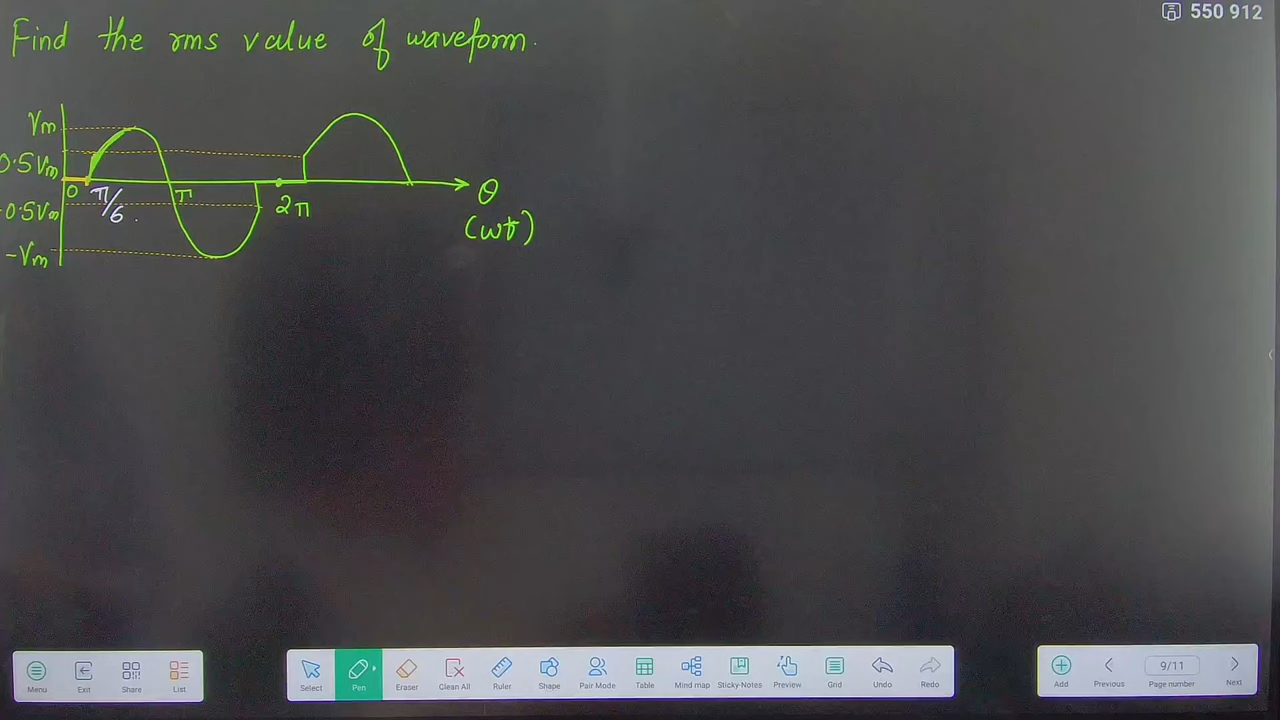 550 912
Find the rms value of waveform.
Vm
0.5Vm
0 π/6 π 2π θ
-0.5Vm
(ωt)
-Vm
Menu Exit Share List Select Pen Eraser Clean All Ruler Shape Pair Mode Table Mind map Sticky-Notes Preview Grid Undo Redo Add Previous 9/11 Page number Next